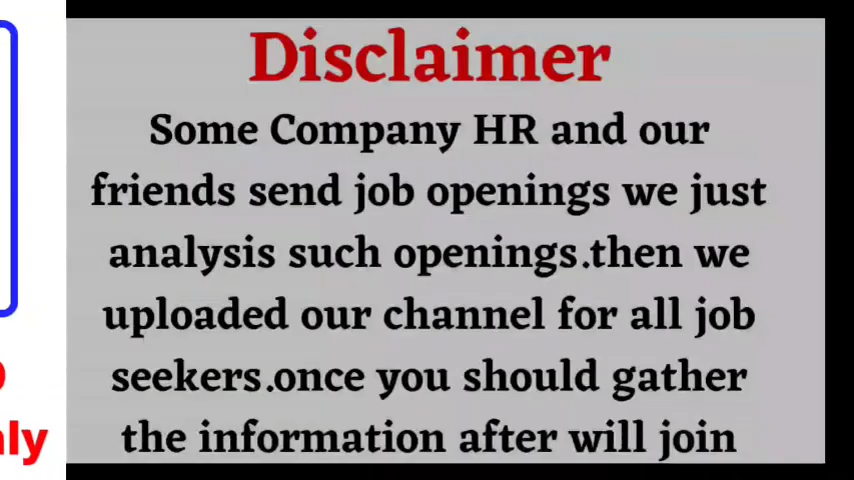 Disclaimer
Some Company HR and our
friends send job openings we just
analysis such openings.then we
uploaded our channel for all job
seekers.once you should gather
the information after will join